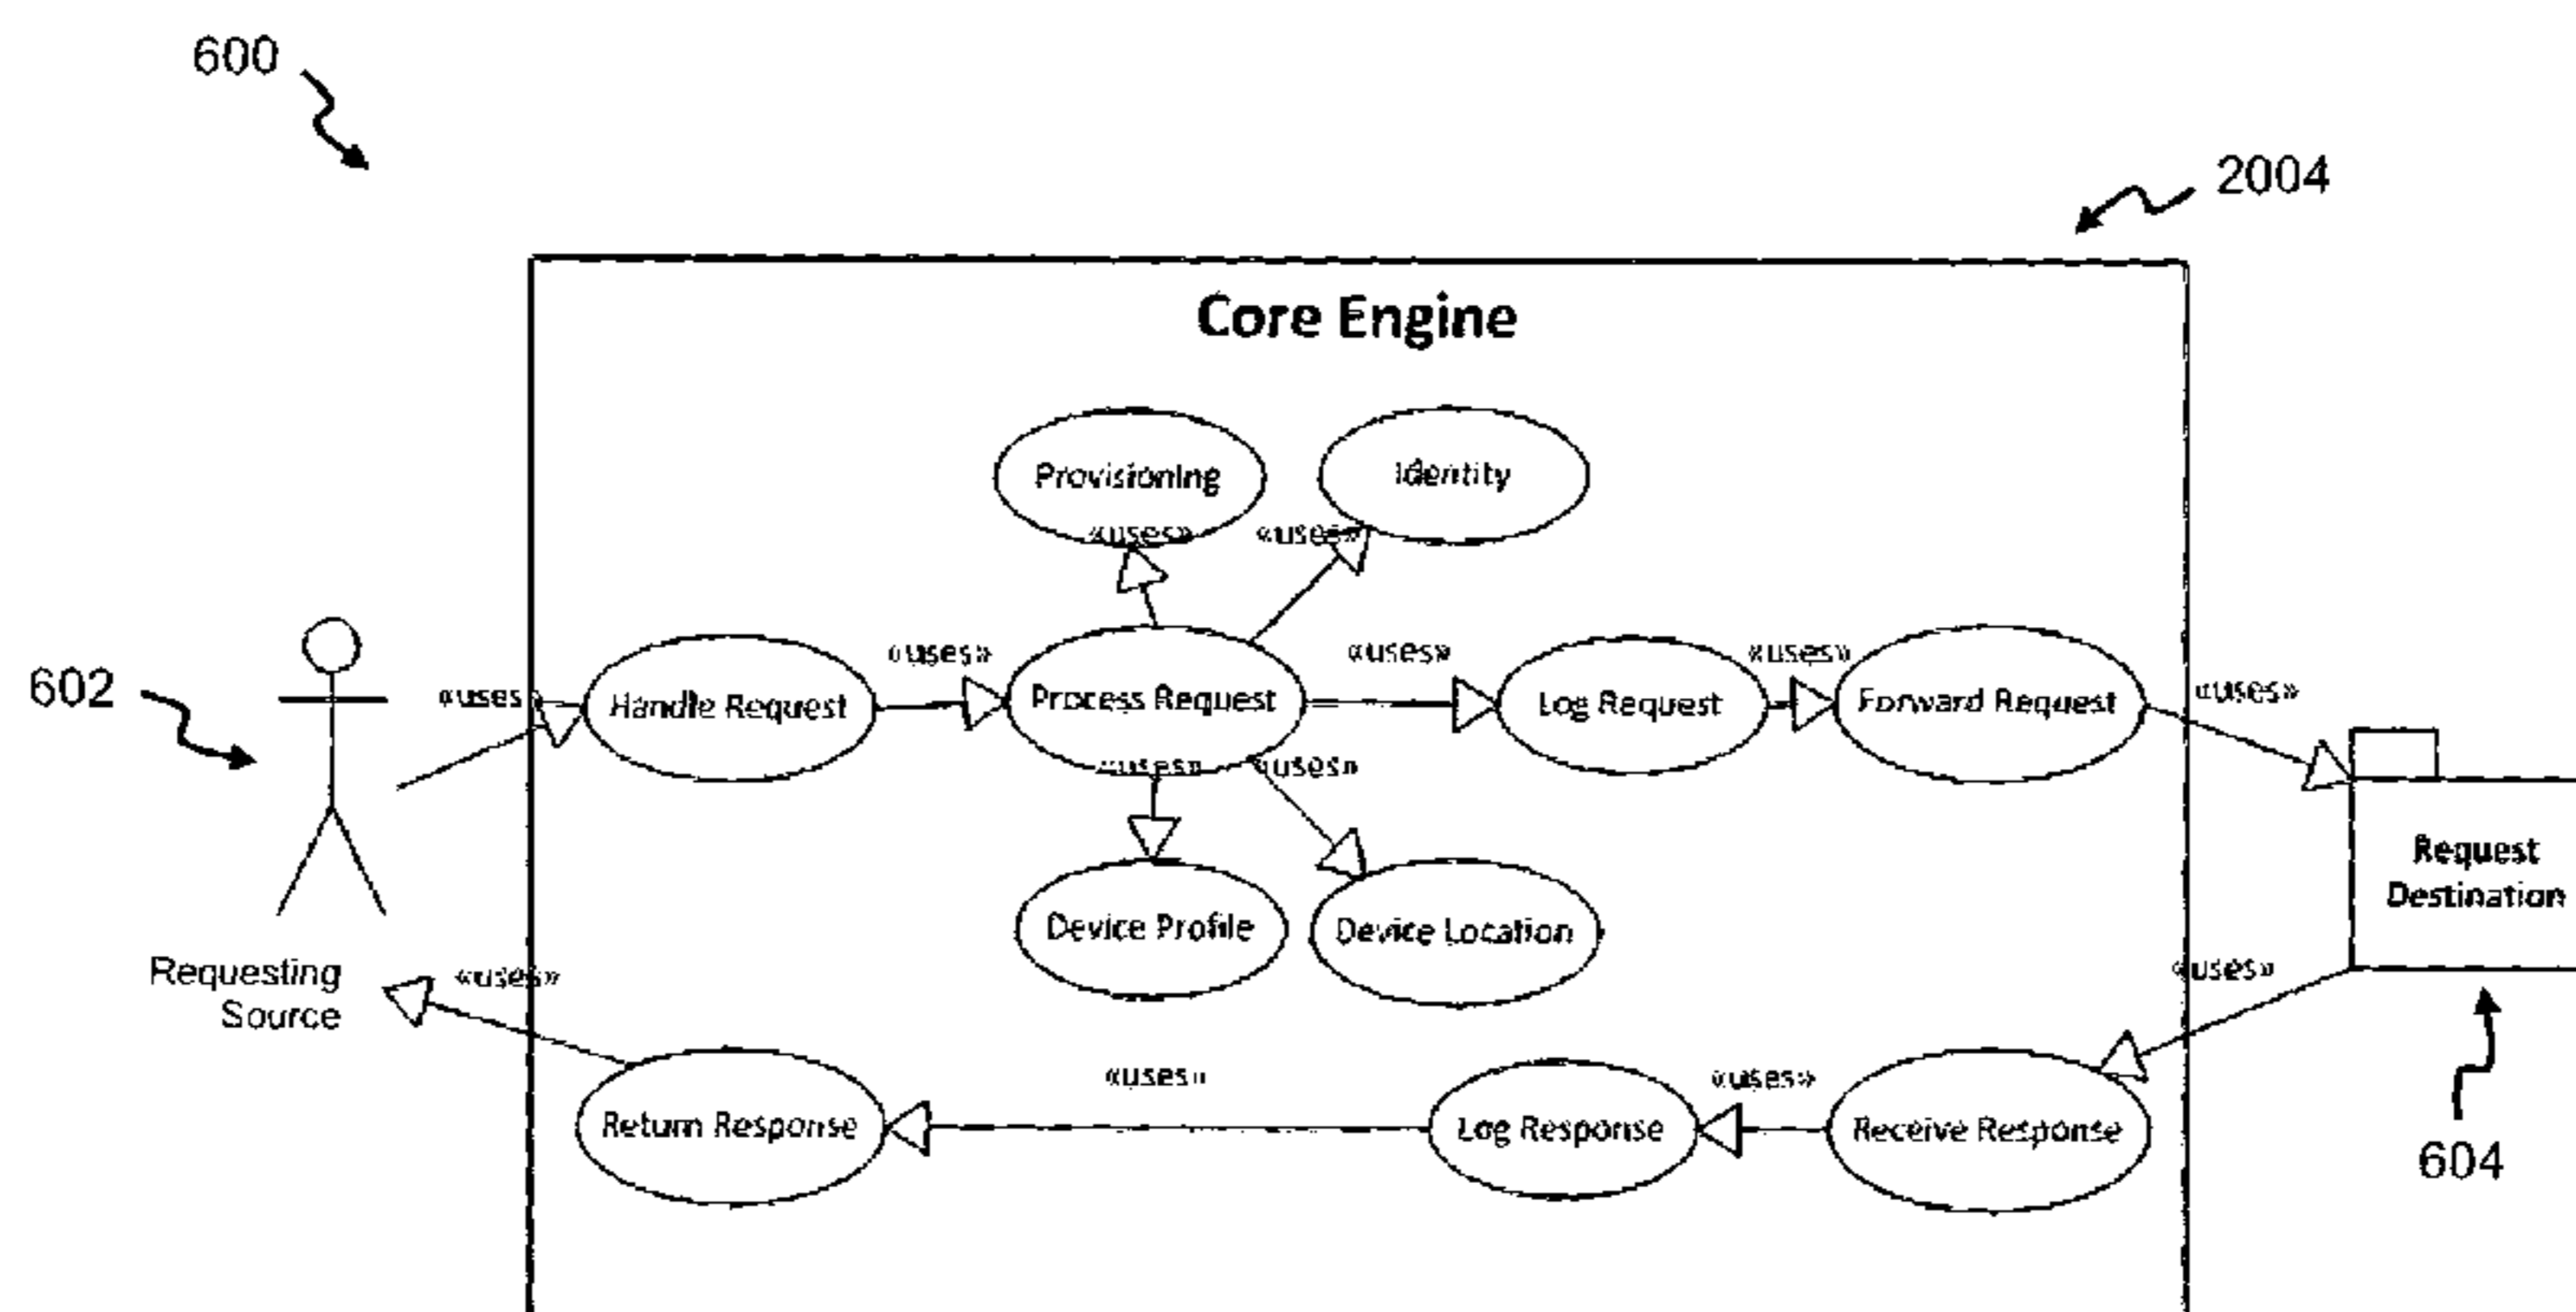 600
2004
Core Engine
Provisioning
Identity
«uses»
«uses»
602
«uses»
Handle Request
«uses»
Process Request
«uses»
Log Request
«uses»
Forward Request
«uses»
«uses»
«uses»
Request
Destination
Device Profile
Device Location
Requesting
Source
«uses»
«uses»
604
Return Response
«uses»
Log Response
«uses»
Receive Response